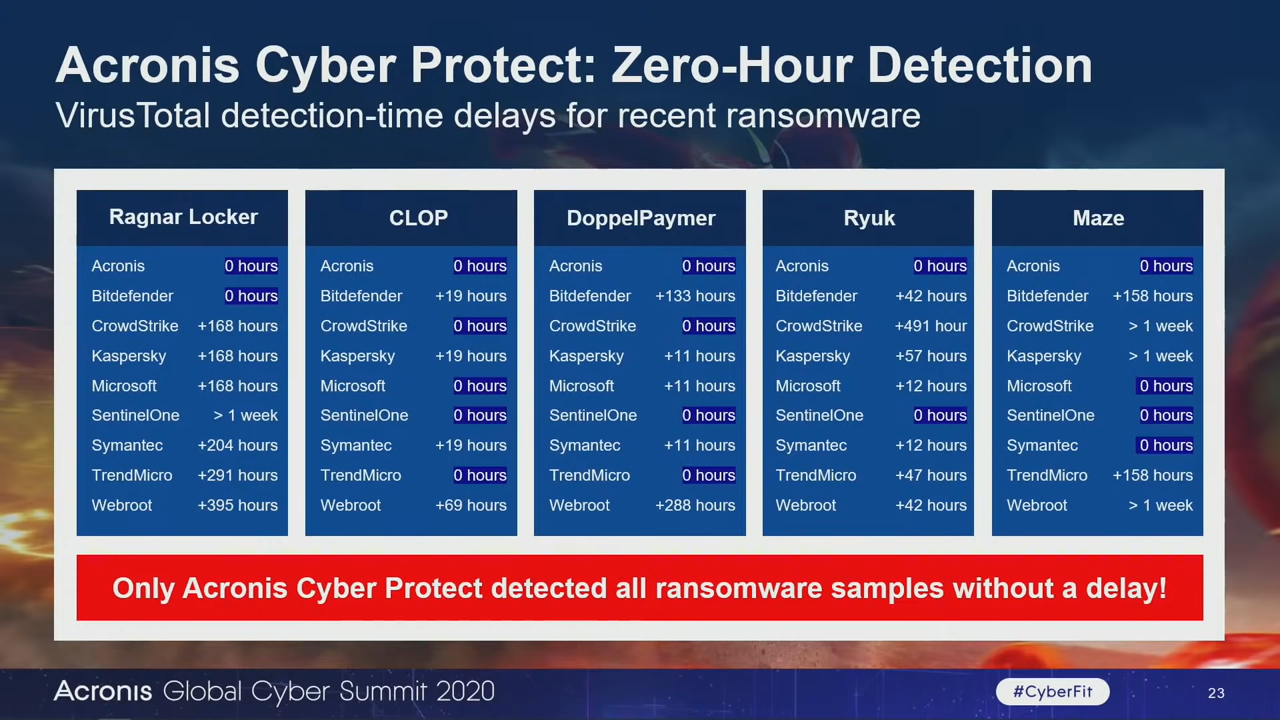 Acronis Cyber Protect: Zero-Hour Detection
VirusTotal detection-time delays for recent ransomware
Ragnar Locker
Acronis 0 hours
Bitdefender 0 hours
CrowdStrike +168 hours
Kaspersky +168 hours
Microsoft +168 hours
SentinelOne > 1 week
Symantec +204 hours
TrendMicro +291 hours
Webroot +395 hours
CLOP
Acronis 0 hours
Bitdefender +19 hours
CrowdStrike 0 hours
Kaspersky +19 hours
Microsoft 0 hours
SentinelOne 0 hours
Symantec +19 hours
TrendMicro 0 hours
Webroot +69 hours
DoppelPaymer
Acronis 0 hours
Bitdefender +133 hours
CrowdStrike 0 hours
Kaspersky +11 hours
Microsoft +11 hours
SentinelOne 0 hours
Symantec +11 hours
TrendMicro 0 hours
Webroot +288 hours
Ryuk
Acronis 0 hours
Bitdefender +42 hours
CrowdStrike +491 hour
Kaspersky +57 hours
Microsoft +12 hours
SentinelOne 0 hours
Symantec +12 hours
TrendMicro +47 hours
Webroot +42 hours
Maze
Acronis 0 hours
Bitdefender +158 hours
CrowdStrike > 1 week
Kaspersky > 1 week
Microsoft 0 hours
SentinelOne 0 hours
Symantec 0 hours
TrendMicro +158 hours
Webroot > 1 week
Only Acronis Cyber Protect detected all ransomware samples without a delay!
Acronis Global Cyber Summit 2020
#CyberFit
23